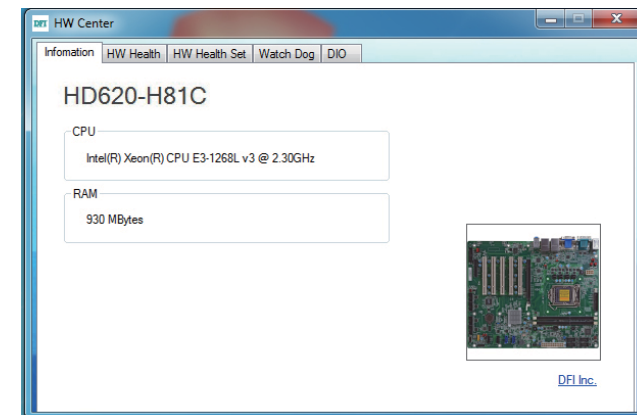 DFI HW Center
Infomation HW Health HW Health Set Watch Dog DIO
HD620-H81C
CPU
Intel(R) Xeon(R) CPU E3-1268L v3 @ 2.30GHz
RAM
930 MBytes
DFI Inc.